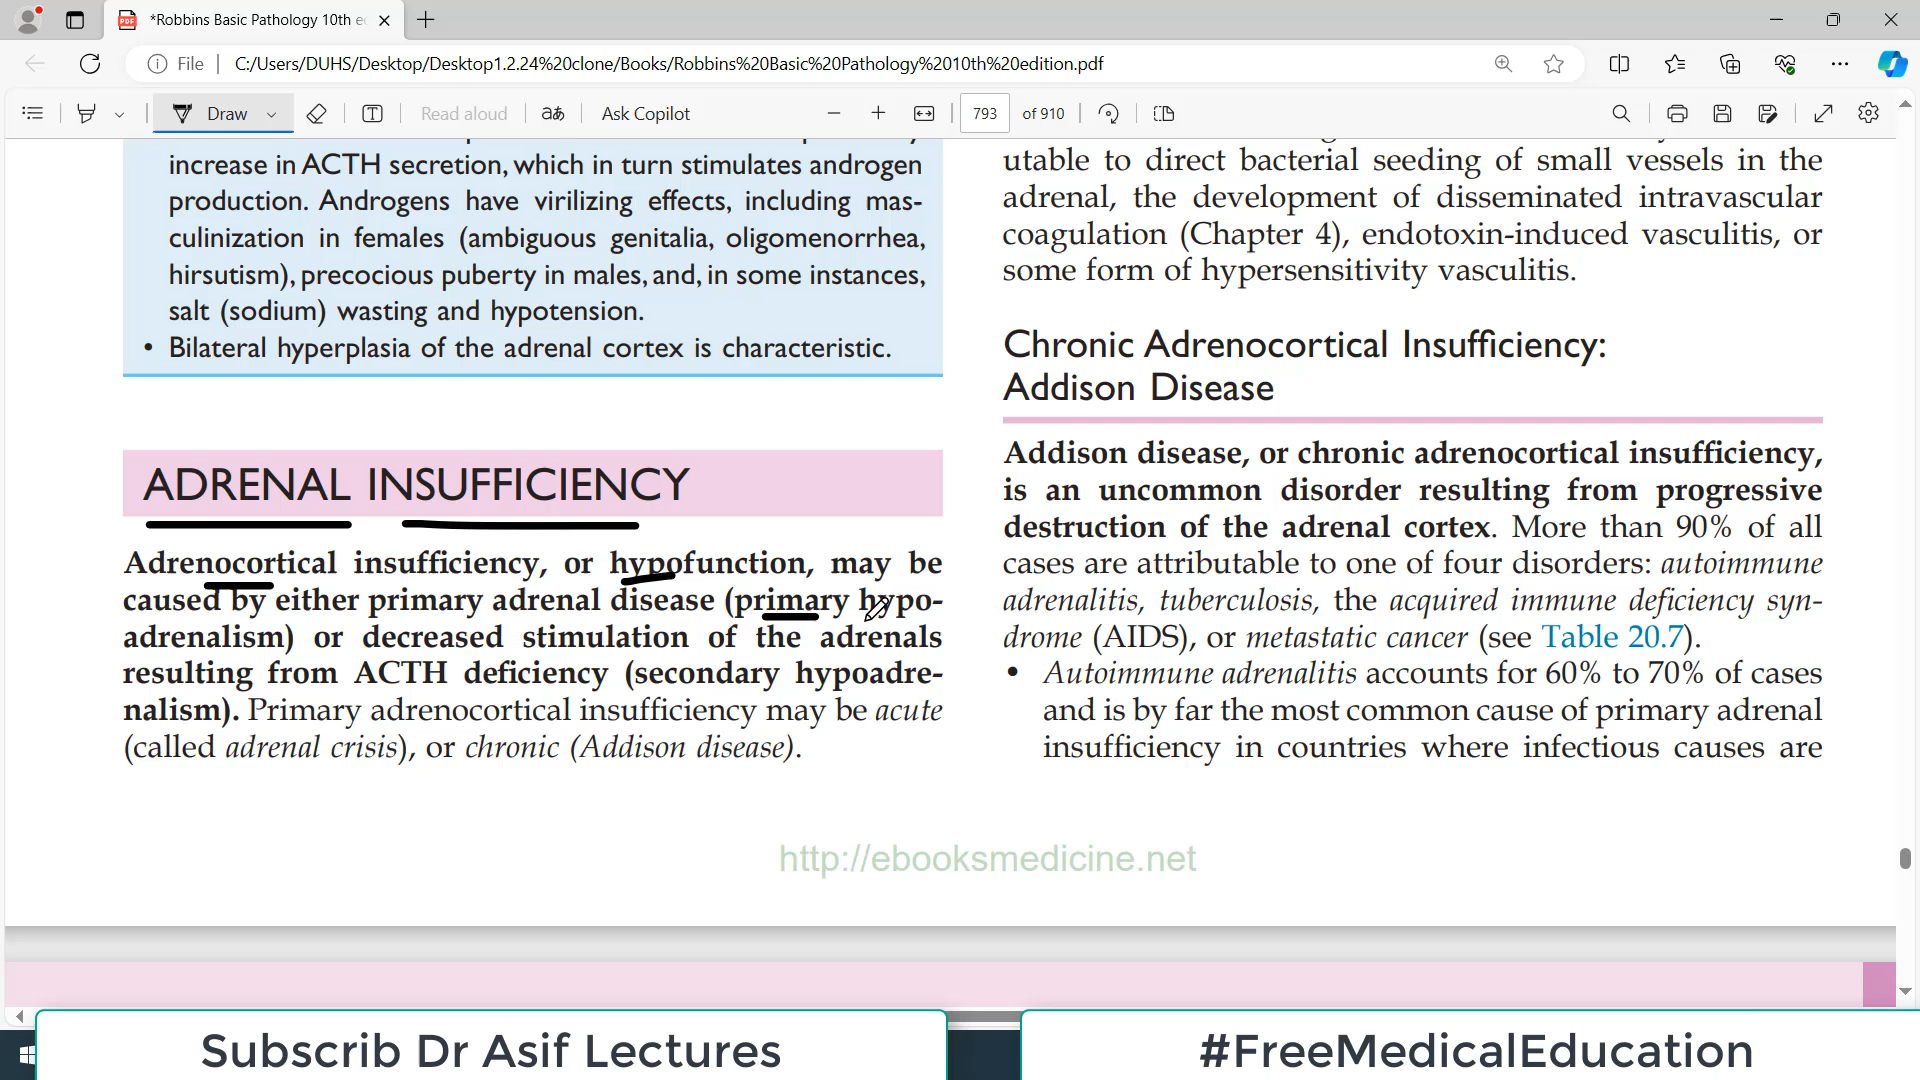 *Robbins Basic Pathology 10th e
File
C:/Users/DUHS/Desktop/Desktop1.2.24%20clone/Books/Robbins%20Basic%20Pathology%2010th%20edition.pdf
Draw
Read aloud
Ask Copilot
793 of 910
increase in ACTH secretion, which in turn stimulates androgen
production. Androgens have virilizing effects, including mas-
culinization in females (ambiguous genitalia, oligomenorrhea,
hirsutism), precocious puberty in males, and, in some instances,
salt (sodium) wasting and hypotension.
• Bilateral hyperplasia of the adrenal cortex is characteristic.
ADRENAL INSUFFICIENCY
Adrenocortical insufficiency, or hypofunction, may be
caused by either primary adrenal disease (primary hypo-
adrenalism) or decreased stimulation of the adrenals
resulting from ACTH deficiency (secondary hypoadre-
nalism). Primary adrenocortical insufficiency may be acute
(called adrenal crisis), or chronic (Addison disease).
utable to direct bacterial seeding of small vessels in the
adrenal, the development of disseminated intravascular
coagulation (Chapter 4), endotoxin-induced vasculitis, or
some form of hypersensitivity vasculitis.
Chronic Adrenocortical Insufficiency:
Addison Disease
Addison disease, or chronic adrenocortical insufficiency,
is an uncommon disorder resulting from progressive
destruction of the adrenal cortex. More than 90% of all
cases are attributable to one of four disorders: autoimmune
adrenalitis, tuberculosis, the acquired immune deficiency syn-
drome (AIDS), or metastatic cancer (see Table 20.7).
• Autoimmune adrenalitis accounts for 60% to 70% of cases
and is by far the most common cause of primary adrenal
insufficiency in countries where infectious causes are
http://ebooksmedicine.net
Subscrib Dr Asif Lectures
#FreeMedicalEducation